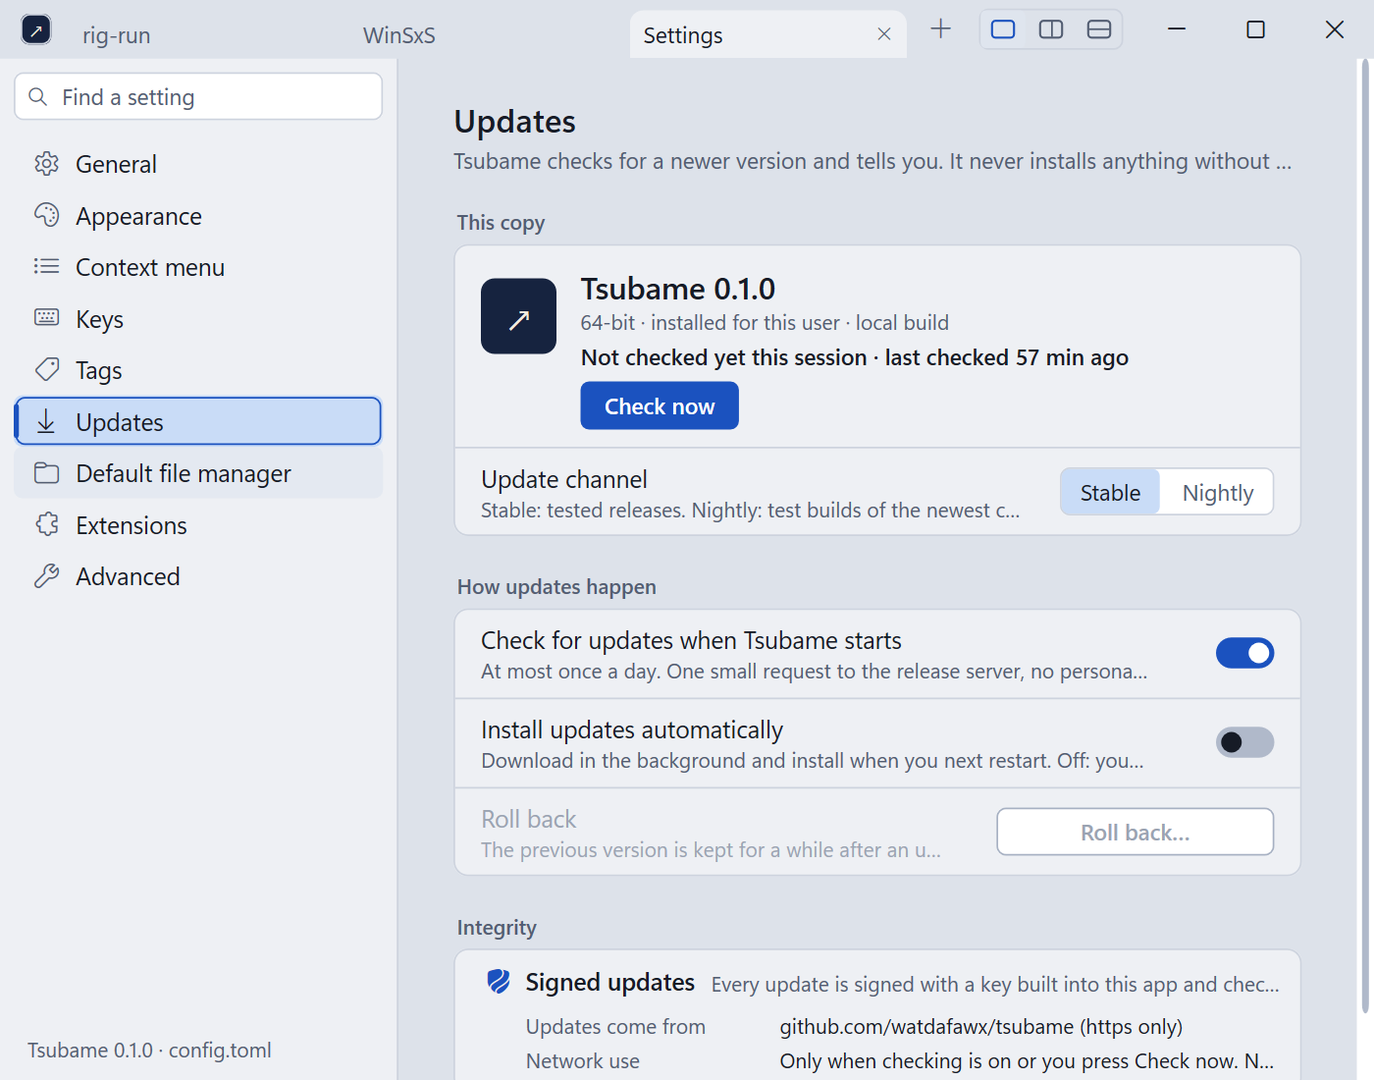 rig-run
WinSxS
Settings
Find a setting
General
Appearance
Context menu
Keys
Tags
Updates
Default file manager
Extensions
Advanced
Tsubame 0.1.0 · config.toml
Updates
Tsubame checks for a newer version and tells you. It never installs anything without ...
This copy
Tsubame 0.1.0
64-bit · installed for this user · local build
Not checked yet this session · last checked 57 min ago
Check now
Update channel
Stable: tested releases. Nightly: test builds of the newest c...
Stable
Nightly
How updates happen
Check for updates when Tsubame starts
At most once a day. One small request to the release server, no persona...
Install updates automatically
Download in the background and install when you next restart. Off: you...
Roll back
The previous version is kept for a while after an u...
Roll back...
Integrity
Signed updates Every update is signed with a key built into this app and chec...
Updates come from github.com/watdafawx/tsubame (https only)
Network use Only when checking is on or you press Check now. N...